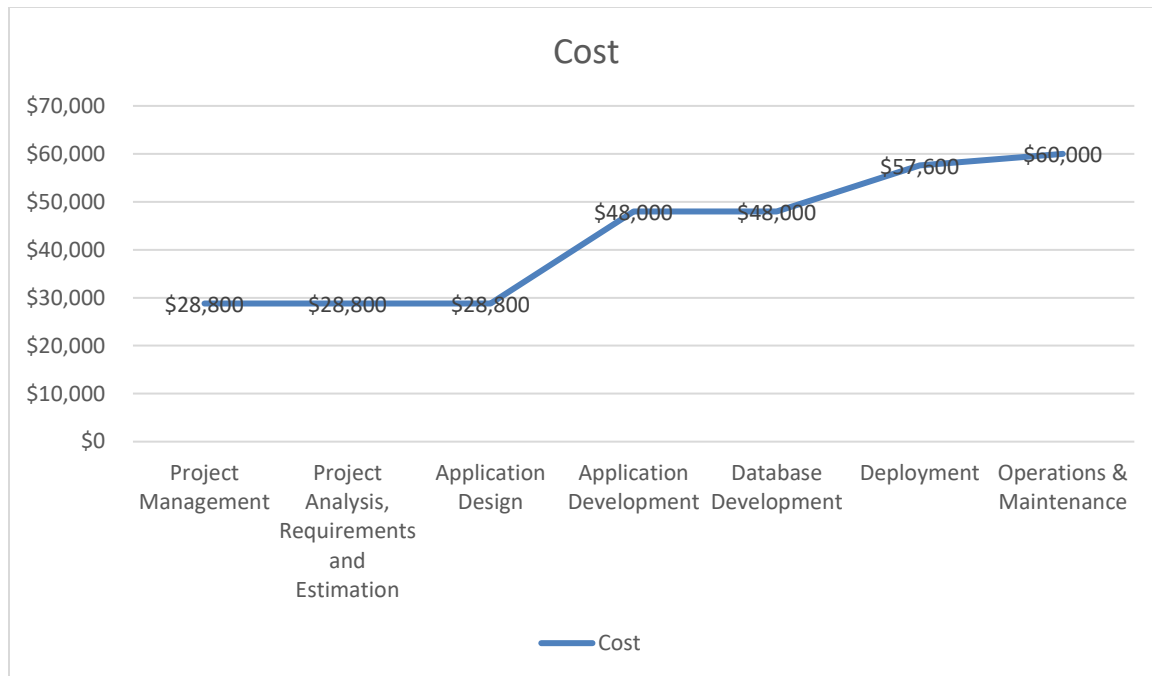 Cost
$70,000
$60,000
$50,000
$40,000
$30,000
$20,000
$10,000
$0
$28,800
$28,800
$28,800
$48,000
$48,000
$57,600
$60,000
Project
Management
Project
Analysis,
Requirements
and
Estimation
Application
Design
Application
Development
Database
Development
Deployment
Operations &
Maintenance
Cost